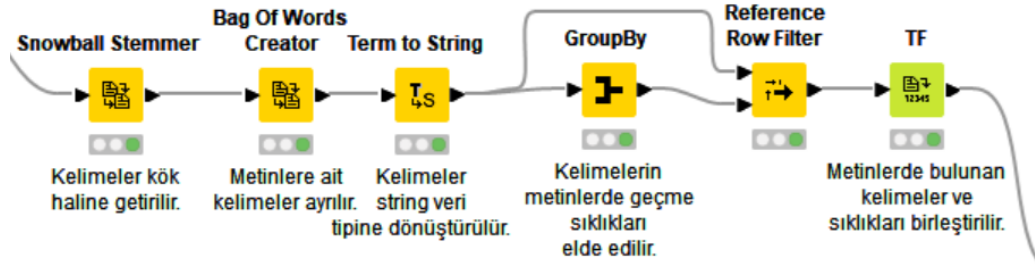 Snowball Stemmer
Kelimeler kök
haline getirilir.
Bag Of Words
Creator
Metinlere ait
kelimeler ayrılır.
Term to String
T
S
Kelimeler
string veri
tipine dönüştürülür.
GroupBy
Kelimelerin
metinlerde geçme
sıklıkları
elde edilir.
Reference
Row Filter
TF
12345
Metinlerde bulunan
kelimeler ve
sıklıkları birleştirilir.